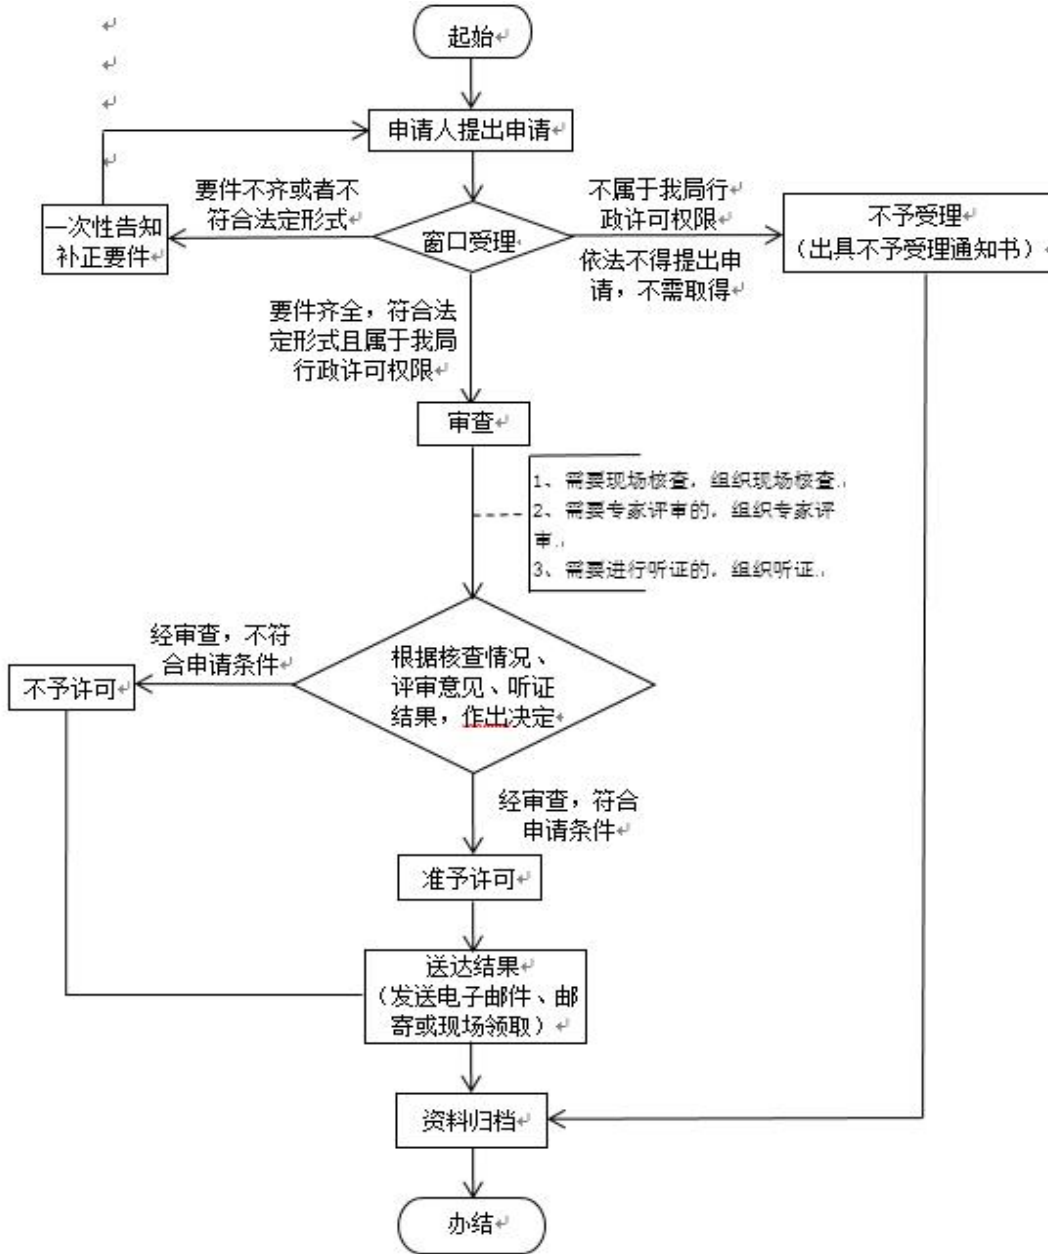 起始
申请人提出申请
要件不齐或者不
符合法定形式
一次性告知
补正要件
窗口受理
不属于我局行
政许可权限
依法不得提出申
请，不需取得
不予受理
（出具不予受理通知书）
要件齐全，符合法
定形式且属于我局
行政许可权限
审查
1、需要现场核查，组织现场核查.
2、需要专家评审的，组织专家评
审.
3、需要进行听证的，组织听证.
经审查，不符
合申请条件
不予许可
根据核查情况、
评审意见、听证
结果，作出决定
经审查，符合
申请条件
准予许可
送达结果
（发送电子邮件、邮
寄或现场领取）
资料归档
办结